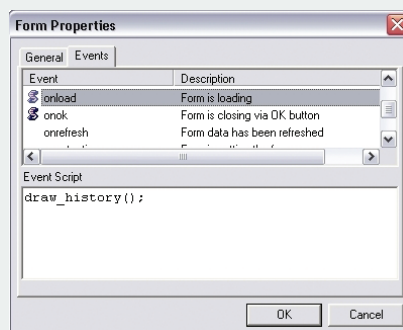 Form Properties
General Events
Event Description
onload Form is loading
onok Form is closing via OK button
onrefresh Form data has been refreshed
Event Script
draw_history();
OK Cancel